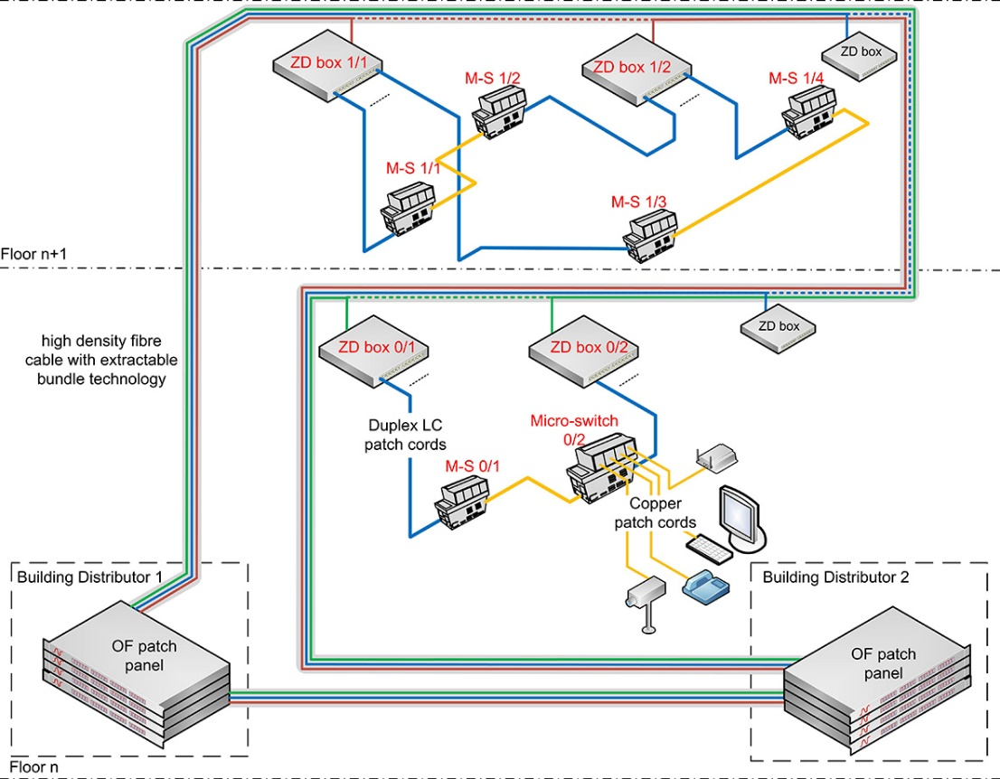 ZD box 1/1
ZD box 1/2
ZD box
M-S 1/2
M-S 1/4
M-S 1/1
M-S 1/3
Floor n+1
high density fibre
cable with extractable
bundle technology
ZD box 0/1
ZD box 0/2
ZD box
Duplex LC
patch cords
Micro-switch
0/2
M-S 0/1
Copper
patch cords
Building Distributor 1
OF patch
panel
Building Distributor 2
OF patch
panel
Floor n